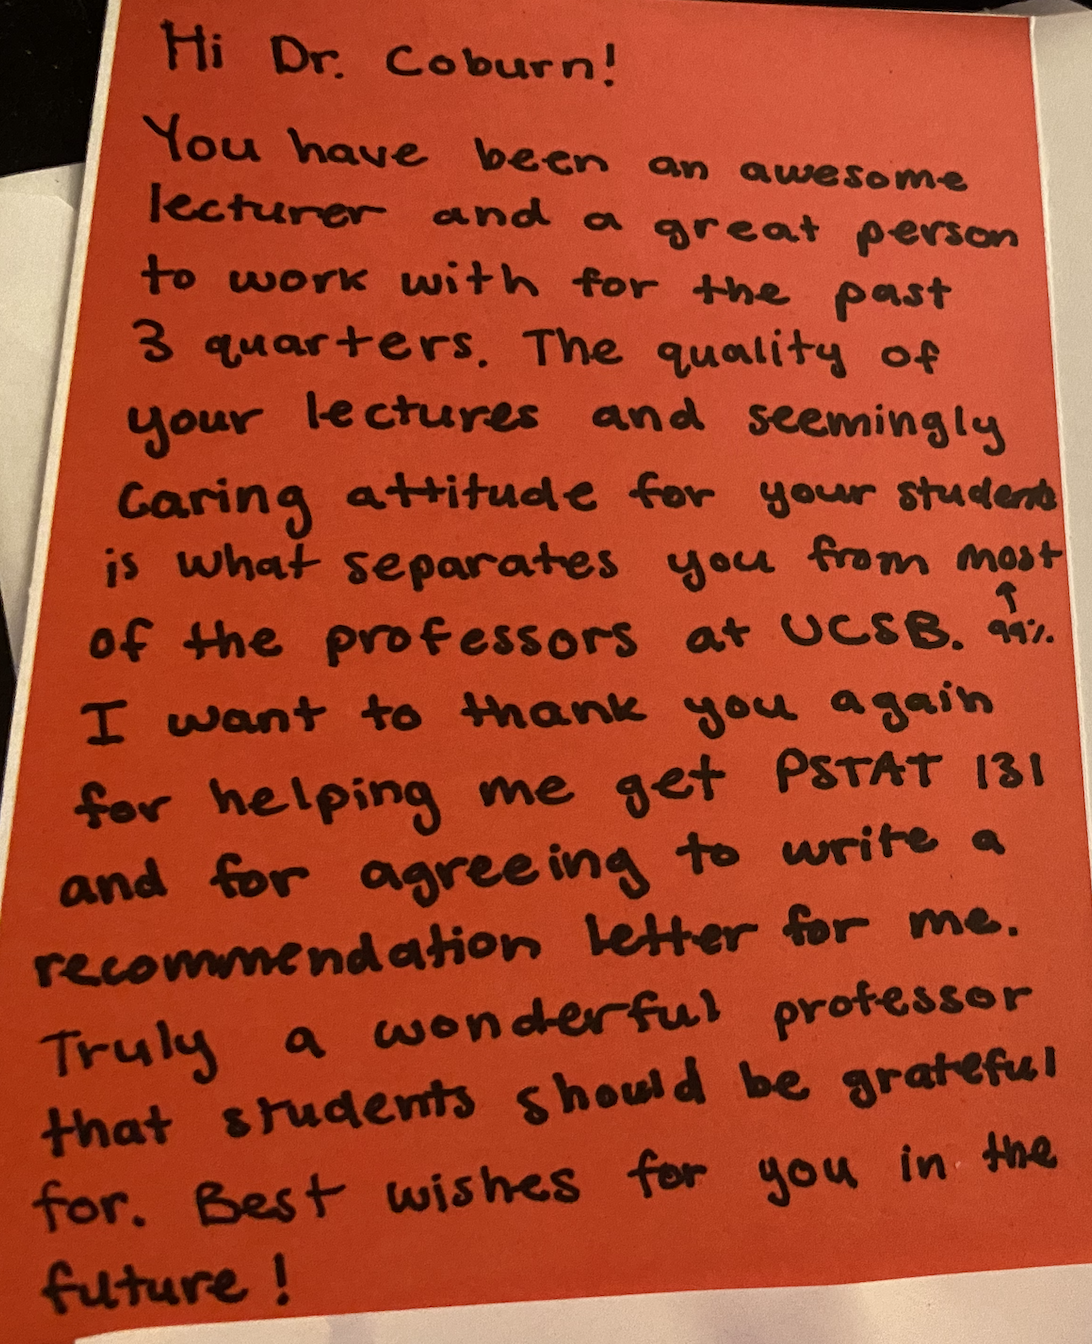 Hi Dr. Coburn!
You have been an awesome
lecturer and a great person
to work with for the past
3 quarters. The quality of
your lectures and seemingly
caring attitude for your students
is what separates you from most
↑
of the professors at UCSB. 99%.
I want to thank you again
for helping me get PSTAT 131
and for agreeing to write a
recommendation letter for me.
Truly a wonderful professor
that students should be grateful
for. Best wishes for you in the
future!